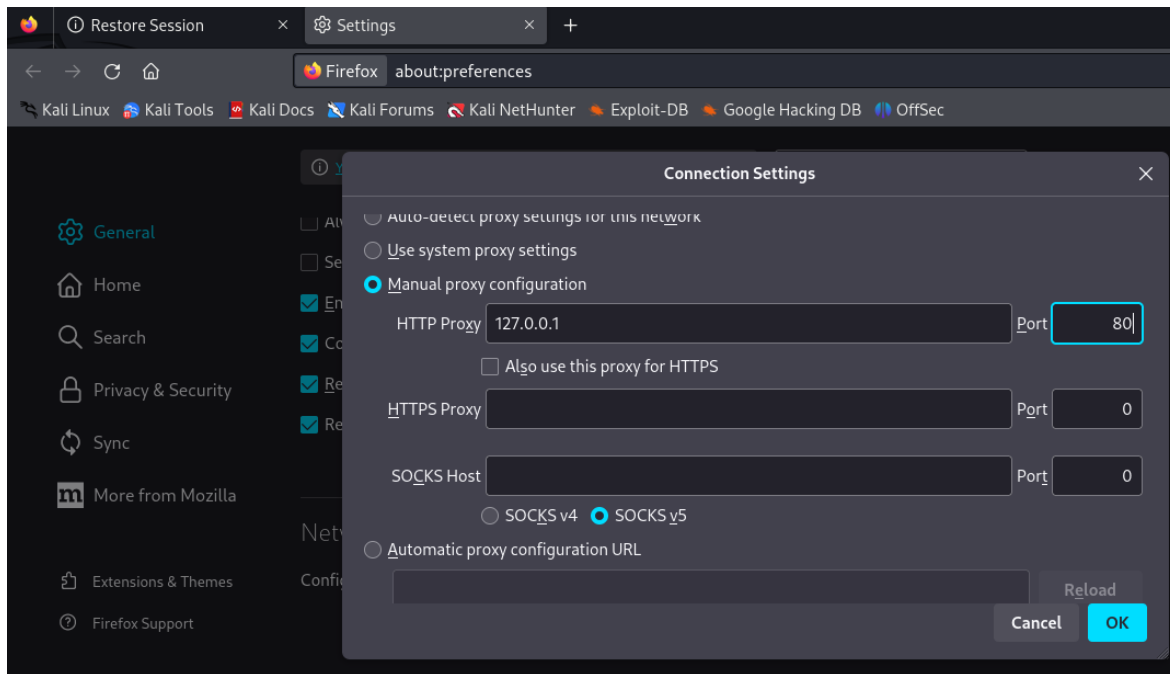 Restore Session × Settings × +
Firefox about:preferences
Kali Linux Kali Tools Kali Docs Kali Forums Kali NetHunter Exploit-DB Google Hacking DB OffSec
Connection Settings
Auto-detect proxy settings for this network
General
Use system proxy settings
Home
Manual proxy configuration
HTTP Proxy 127.0.0.1 Port 80
Search
Also use this proxy for HTTPS
Privacy & Security
HTTPS Proxy Port 0
Sync
SOCKS Host Port 0
More from Mozilla
SOCKS v4 SOCKS v5
Automatic proxy configuration URL
Extensions & Themes
Reload
Firefox Support
Cancel OK